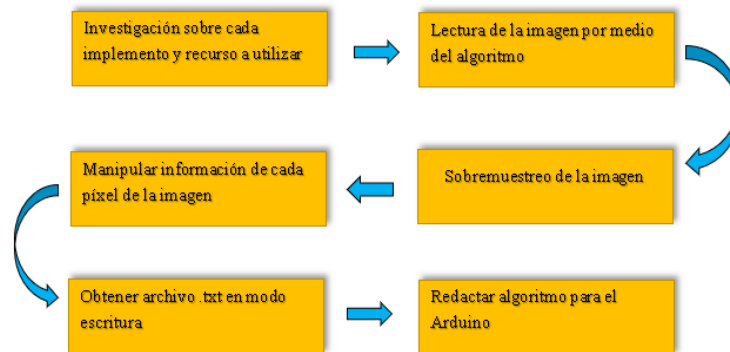 Investigación sobre cada
implemento y recurso a utilizar
Lectura de la imagen por medio
del algoritmo
Sobremuestreo de la imagen
Manipular información de cada
píxel de la imagen
Obtener archivo .txt en modo
escritura
Redactar algoritmo para el
Arduino